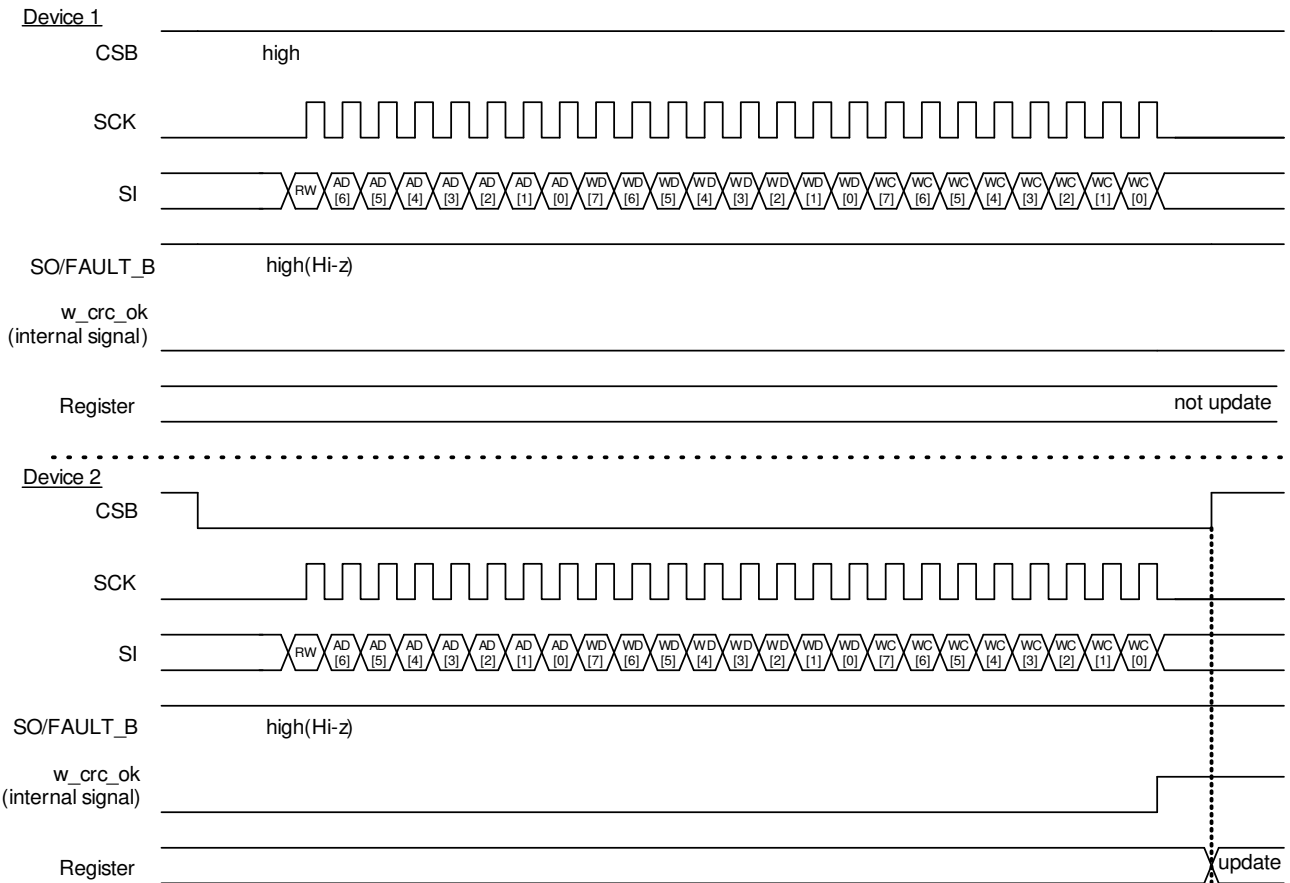 Device 1
CSB high
SCK
SI RW AD [6] AD [5] AD [4] AD [3] AD [2] AD [1] AD [0] WD [7] WD [6] WD [5] WD [4] WD [3] WD [2] WD [1] WD [0] WC [7] WC [6] WC [5] WC [4] WC [3] WC [2] WC [1] WC [0]
SO/FAULT_B high(Hi-z)
w_crc_ok
(internal signal)
Register not update
Device 2
CSB
SCK
SI RW AD [6] AD [5] AD [4] AD [3] AD [2] AD [1] AD [0] WD [7] WD [6] WD [5] WD [4] WD [3] WD [2] WD [1] WD [0] WC [7] WC [6] WC [5] WC [4] WC [3] WC [2] WC [1] WC [0]
SO/FAULT_B high(Hi-z)
w_crc_ok
(internal signal)
Register update